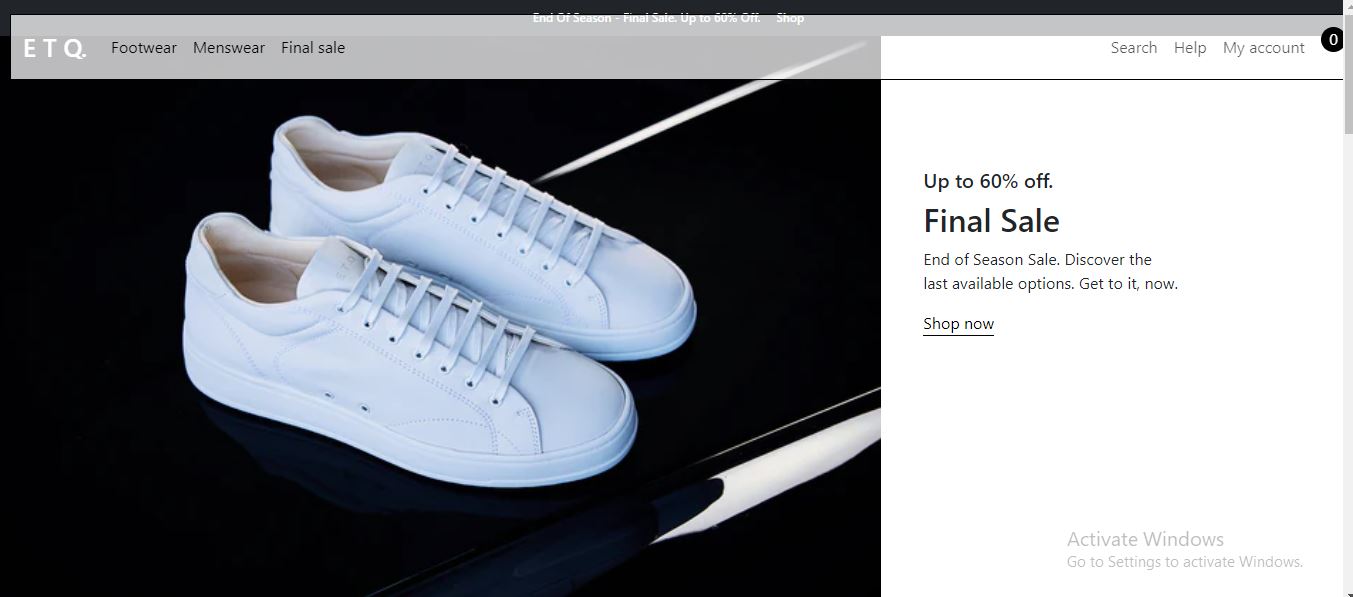 End Of Season - Final Sale. Up to 60% Off. Shop
E T Q. Footwear Menswear Final sale Search Help My account 0
ETQ
ETQ
Up to 60% off.
Final Sale
End of Season Sale. Discover the
last available options. Get to it, now.
Shop now
Activate Windows
Go to Settings to activate Windows.